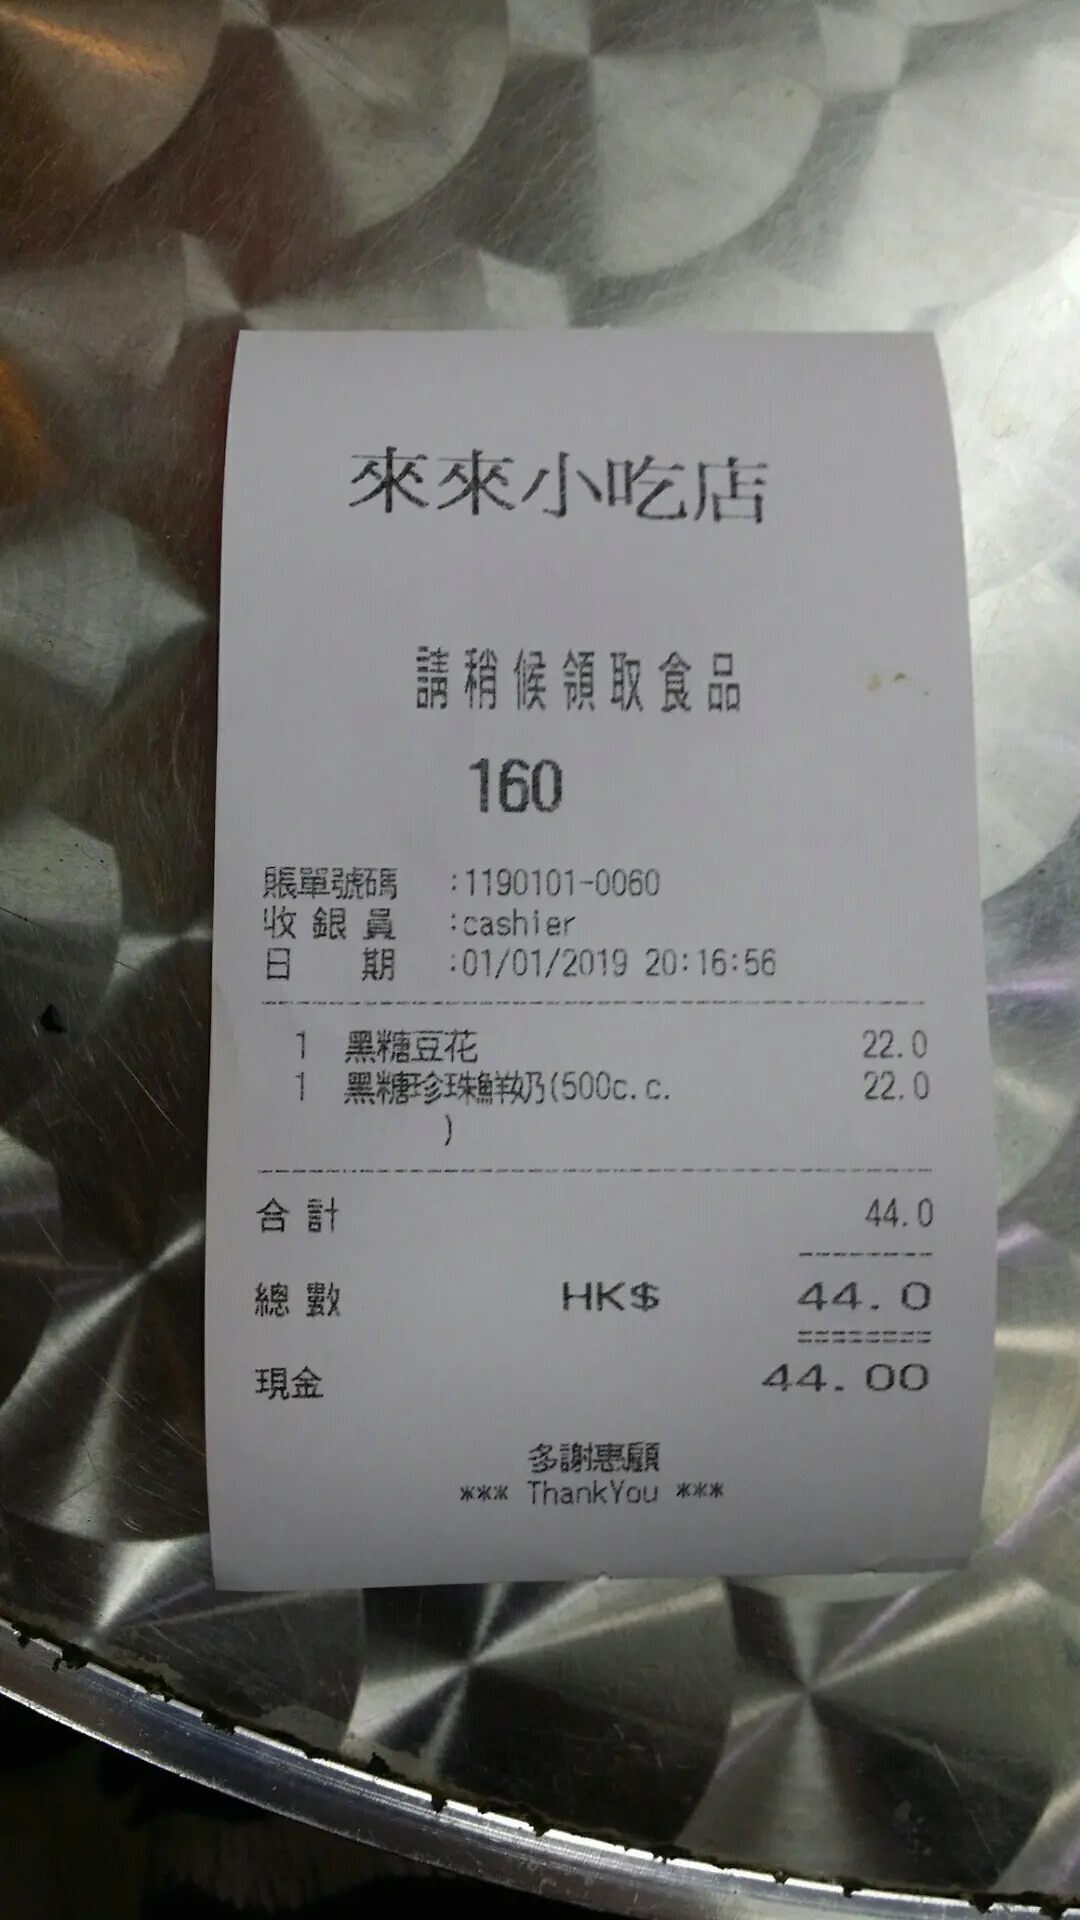 來來小吃店
請稍候領取食品
160
賬單號碼 :1190101-0060
收銀員 :cashier
日 期 :01/01/2019 20:16:56
1 黑糖豆花 22.0
1 黑糖珍珠鮮奶(500c.c. 22.0
)
合計 44.0
總數 HK$ 44.0
現金 44.00
多謝惠顧
*** ThankYou ***